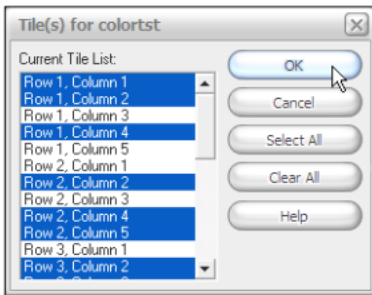 Tile(s) for colortst
Current Tile List:
Row 1, Column 1
Row 1, Column 2
Row 1, Column 3
Row 1, Column 4
Row 1, Column 5
Row 2, Column 1
Row 2, Column 2
Row 2, Column 3
Row 2, Column 4
Row 2, Column 5
Row 3, Column 1
Row 3, Column 2
OK
Cancel
Select All
Clear All
Help